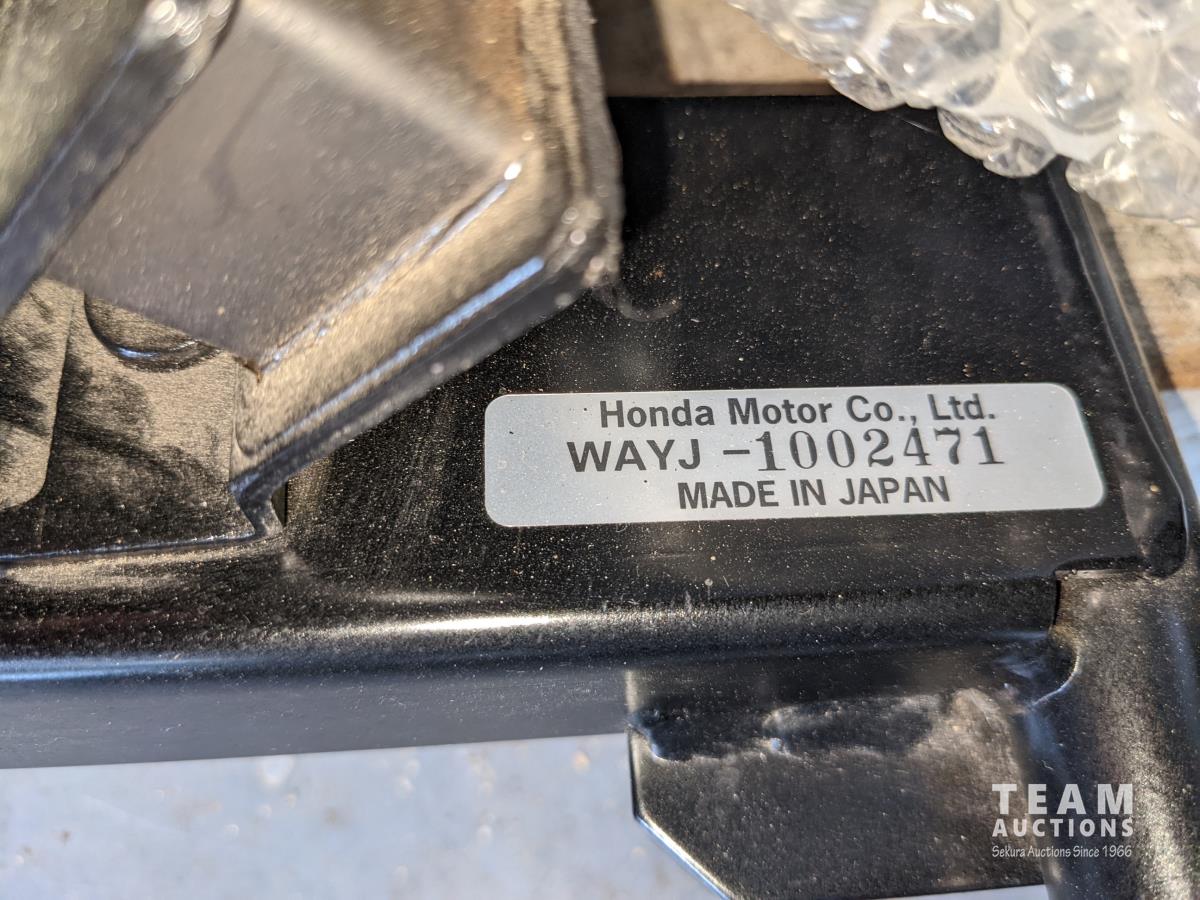 Honda Motor Co., Ltd.
WAYJ -1002471
MADE IN JAPAN
TEAM
AUCTIONS
Sekura Auctions Since 1966